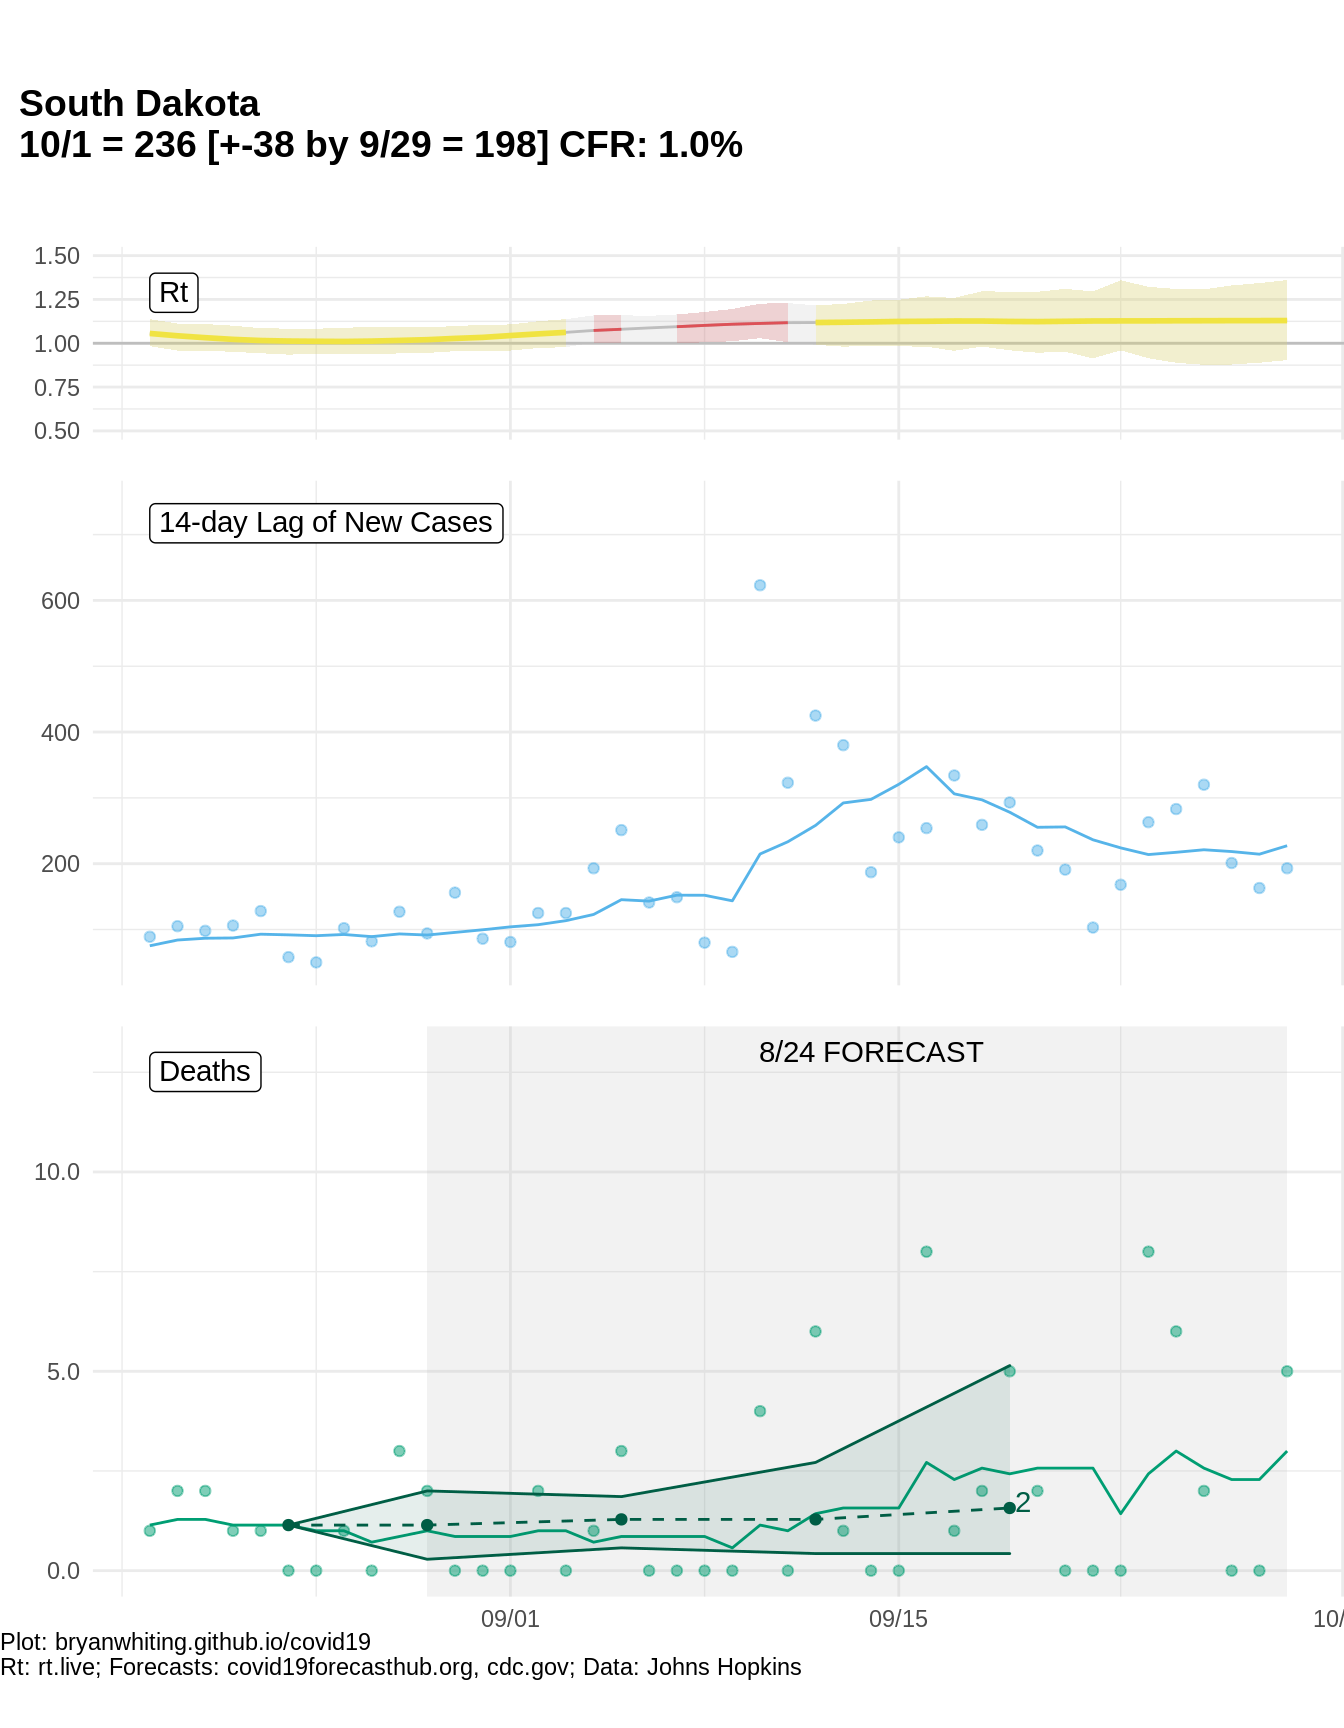 South Dakota
10/1 = 236 [+-38 by 9/29 = 198] CFR: 1.0%
1.50
Rt
1.25
1.00
0.75
0.50
14-day Lag of New Cases
600
400
200
8/24 FORECAST
Deaths
10.0
5.0
2
0.0
09/01
09/15
10/
Plot: bryanwhiting.github.io/covid19
Rt: rt.live; Forecasts: covid19forecasthub.org, cdc.gov; Data: Johns Hopkins